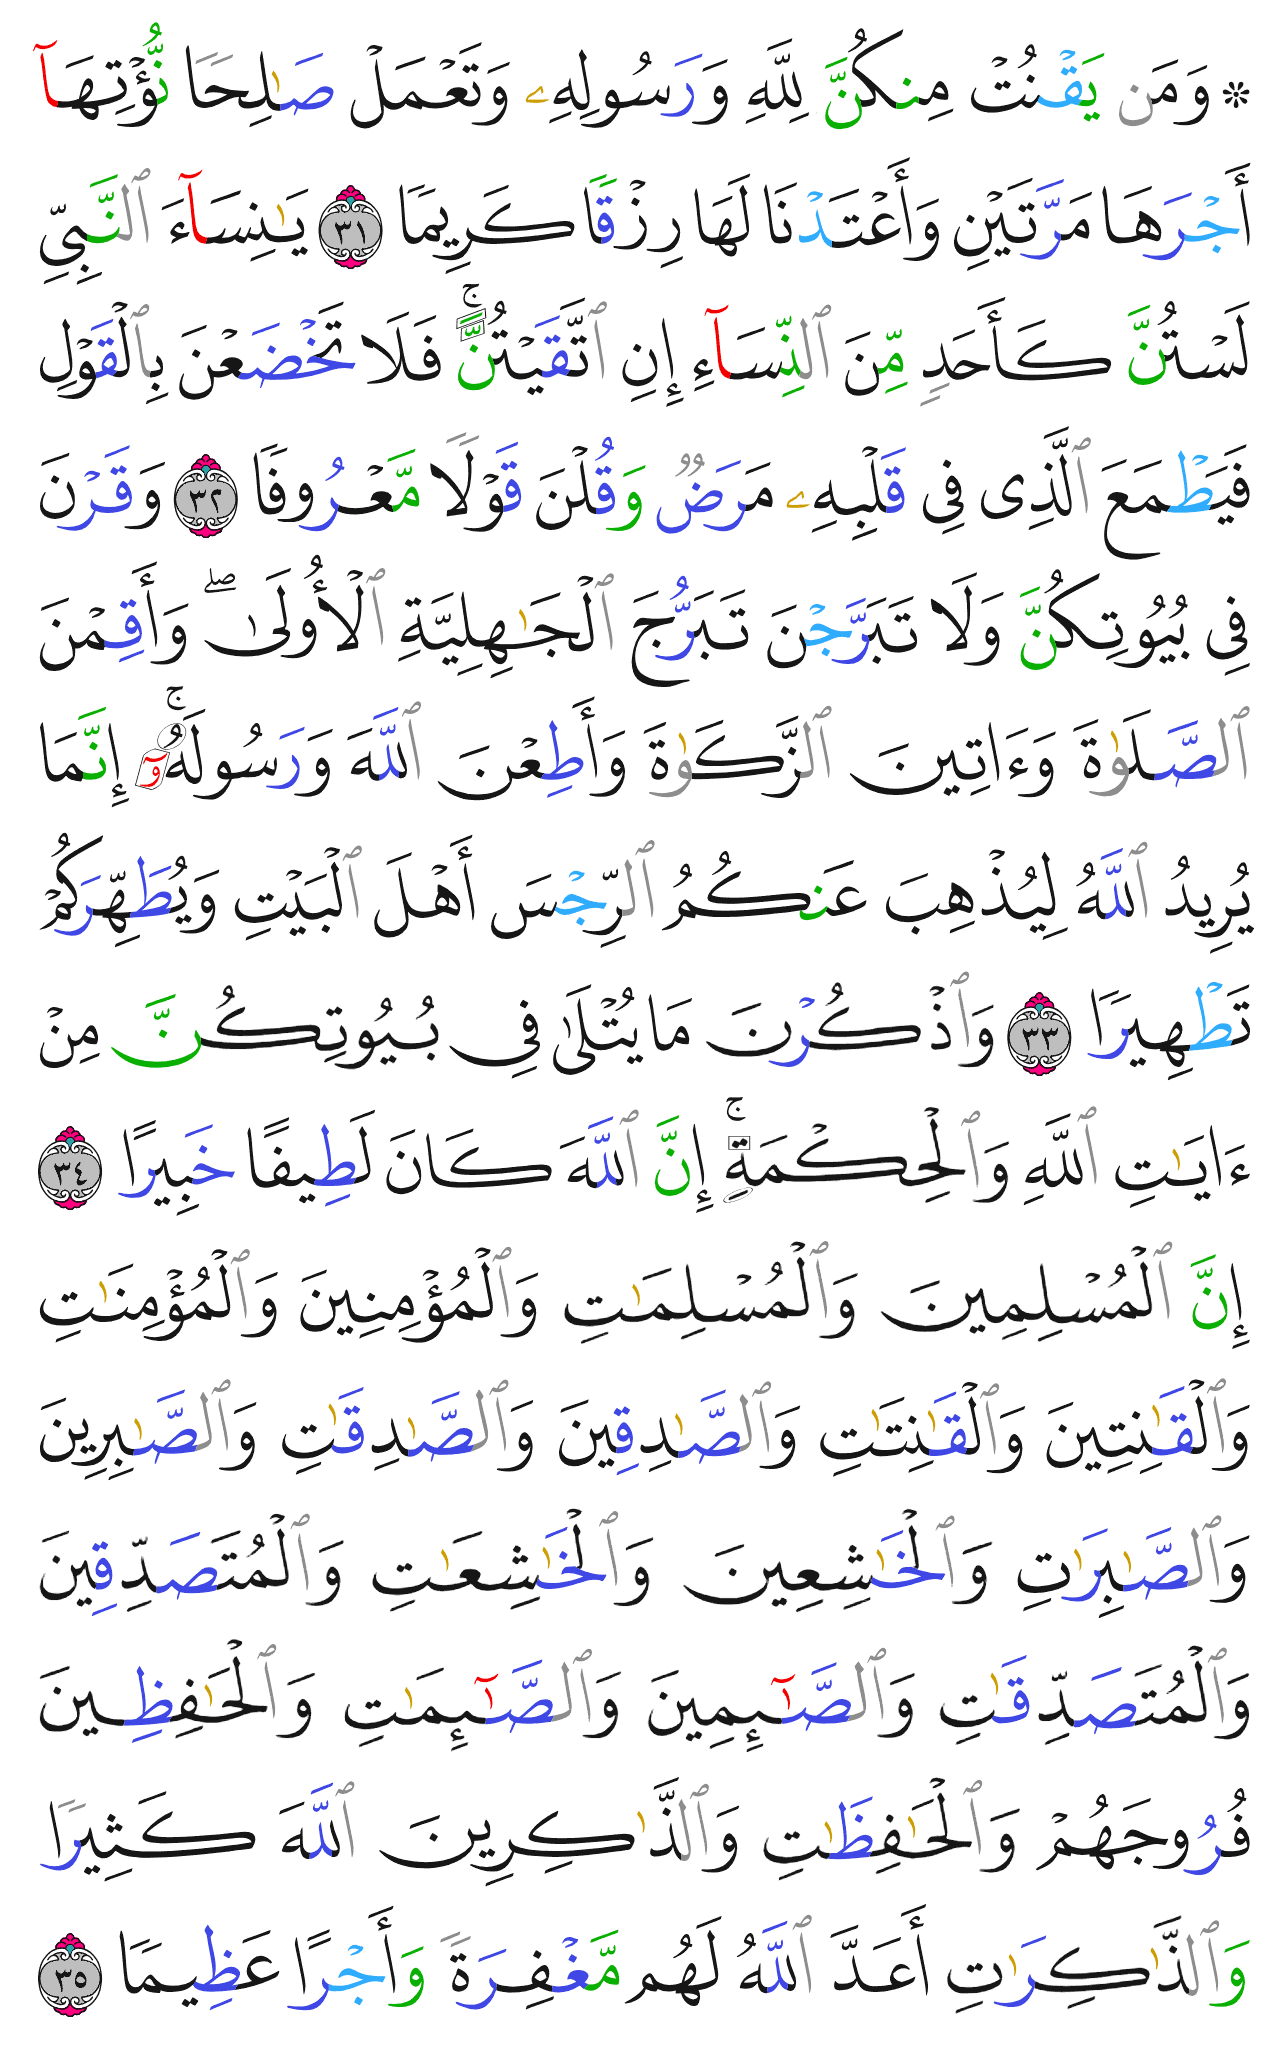 ۞ وَمَن يَقْنُتْ مِنكُنَّ لِلَّهِ وَرَسُولِهِۦ وَتَعْمَلْ صَـٰلِحًا نُّؤْتِهَآ
أَجْرَهَا مَرَّتَيْنِ وَأَعْتَدْنَا لَهَا رِزْقًا كَرِيمًا ٣١ يَـٰنِسَآءَ ٱلنَّبِىِّ
لَسْتُنَّ كَأَحَدٍ مِّنَ ٱلنِّسَآءِ إِنِ ٱتَّقَيْتُنَّ ۚ فَلَا تَخْضَعْنَ بِٱلْقَوْلِ
فَيَطْمَعَ ٱلَّذِى فِى قَلْبِهِۦ مَرَضٌ وَقُلْنَ قَوْلًا مَّعْرُوفًا ٣٢ وَقَرْنَ
فِى بُيُوتِكُنَّ وَلَا تَبَرَّجْنَ تَبَرُّجَ ٱلْجَـٰهِلِيَّةِ ٱلْأُولَىٰ ۖ وَأَقِمْنَ
ٱلصَّلَوٰةَ وَءَاتِينَ ٱلزَّكَوٰةَ وَأَطِعْنَ ٱللَّهَ وَرَسُولَهُۥٓ ۚ إِنَّمَا
يُرِيدُ ٱللَّهُ لِيُذْهِبَ عَنكُمُ ٱلرِّجْسَ أَهْلَ ٱلْبَيْتِ وَيُطَهِّرَكُمْ
تَطْهِيرًا ٣٣ وَٱذْكُرْنَ مَا يُتْلَىٰ فِى بُيُوتِكُنَّ مِنْ
ءَايَـٰتِ ٱللَّهِ وَٱلْحِكْمَةِ ۚ إِنَّ ٱللَّهَ كَانَ لَطِيفًا خَبِيرًا ٣٤
إِنَّ ٱلْمُسْلِمِينَ وَٱلْمُسْلِمَـٰتِ وَٱلْمُؤْمِنِينَ وَٱلْمُؤْمِنَـٰتِ
وَٱلْقَـٰنِتِينَ وَٱلْقَـٰنِتَـٰتِ وَٱلصَّـٰدِقِينَ وَٱلصَّـٰدِقَـٰتِ وَٱلصَّـٰبِرِينَ
وَٱلصَّـٰبِرَٰتِ وَٱلْخَـٰشِعِينَ وَٱلْخَـٰشِعَـٰتِ وَٱلْمُتَصَدِّقِينَ
وَٱلْمُتَصَدِّقَـٰتِ وَٱلصَّـٰٓئِمِينَ وَٱلصَّـٰٓئِمَـٰتِ وَٱلْحَـٰفِظِينَ
فُرُوجَهُمْ وَٱلْحَـٰفِظَـٰتِ وَٱلذَّٰكِرِينَ ٱللَّهَ كَثِيرًا
وَٱلذَّٰكِرَٰتِ أَعَدَّ ٱللَّهُ لَهُم مَّغْفِرَةً وَأَجْرًا عَظِيمًا ٣٥